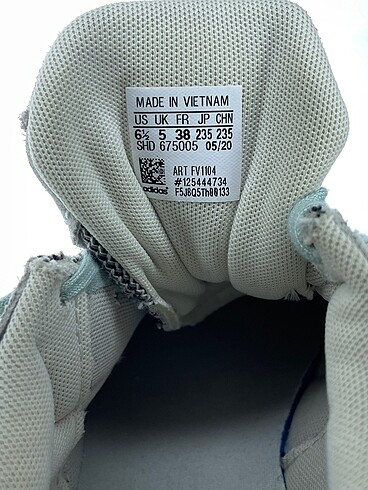 MADE IN VIETNAM
US UK FR JP CHN
6½ 5 38 235 235
SHD 675005 05/20
ART FV1104
#125444734
adidas F5J8Q5Th00133